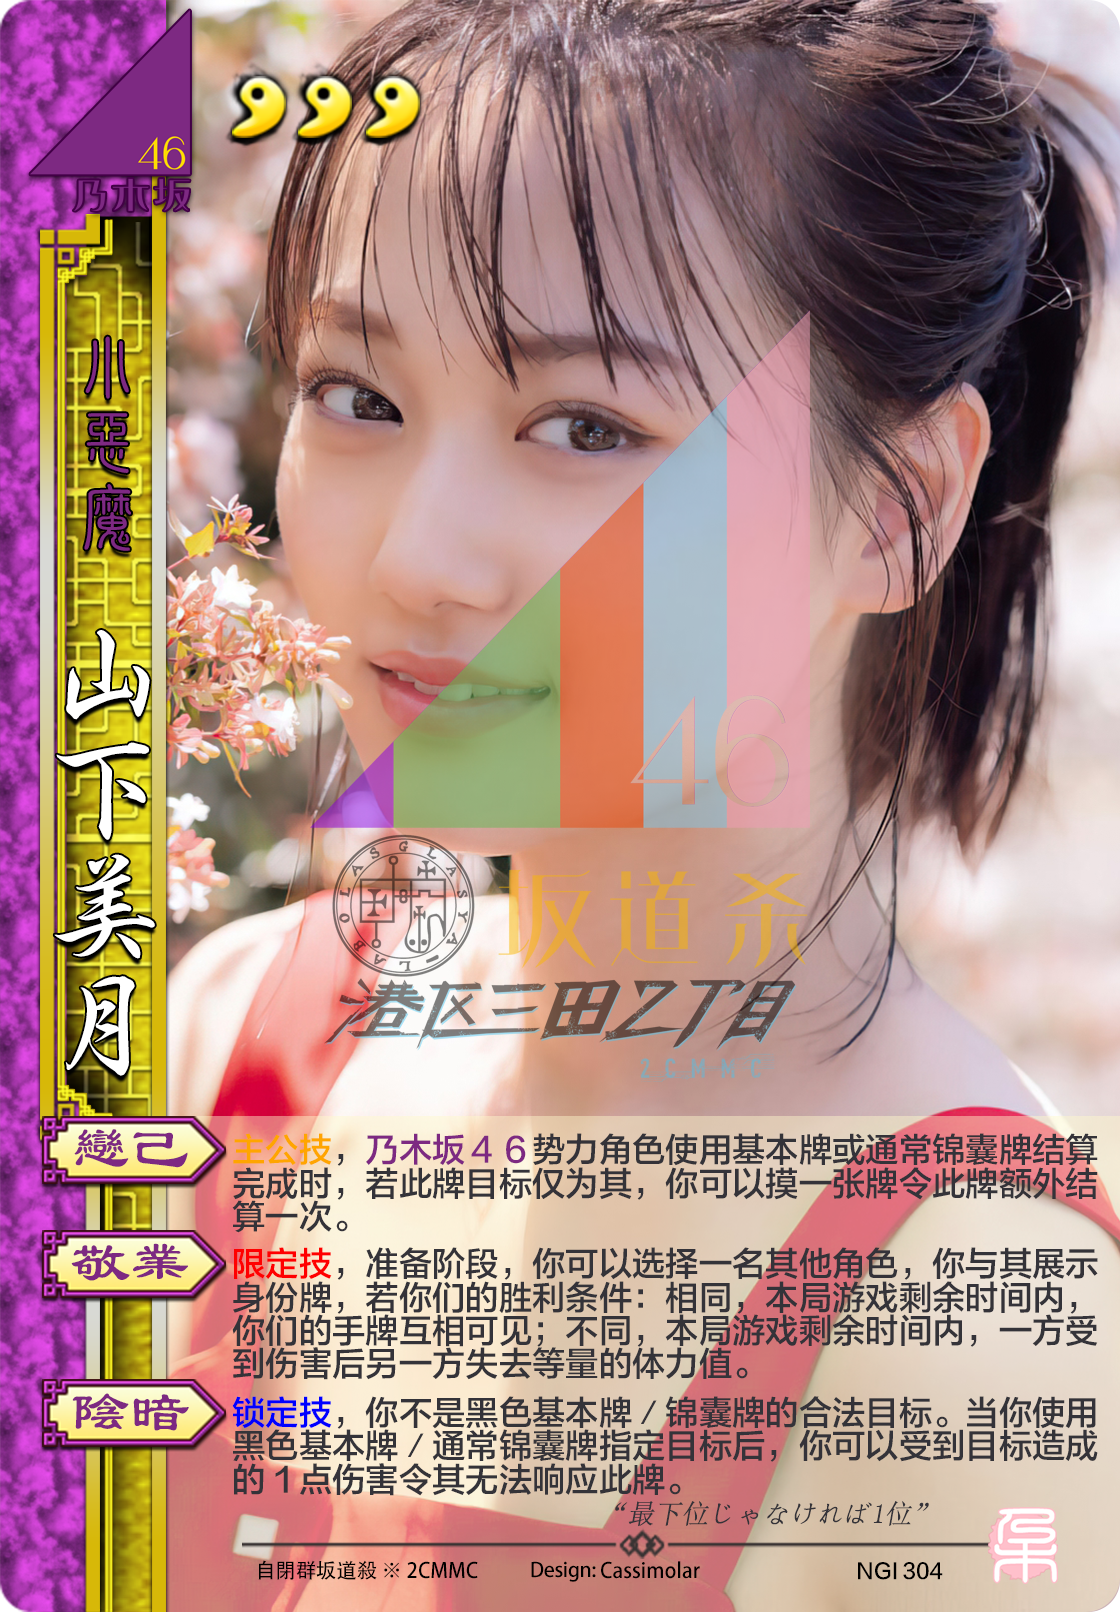 46
乃木坂
小惡魔
山下美月
46
GLASYALABOLAS
坂道杀
港区三田2丁目
2.C.M.M.C
變己
主公技，乃木坂４６势力角色使用基本牌或通常锦囊牌结算
完成时，若此牌目标仅为其，你可以摸一张牌令此牌额外结
算一次。
敬業
限定技，准备阶段，你可以选择一名其他角色，你与其展示
身份牌，若你们的胜利条件：相同，本局游戏剩余时间内，
你们的手牌互相可见；不同，本局游戏剩余时间内，一方受
到伤害后另一方失去等量的体力值。
陰暗
锁定技，你不是黑色基本牌／锦囊牌的合法目标。当你使用
黑色基本牌／通常锦囊牌指定目标后，你可以受到目标造成
的１点伤害令其无法响应此牌。
“最下位じゃなければ1位”
自閉群坂道殺 ※ 2CMMC Design: Cassimolar NGI 304